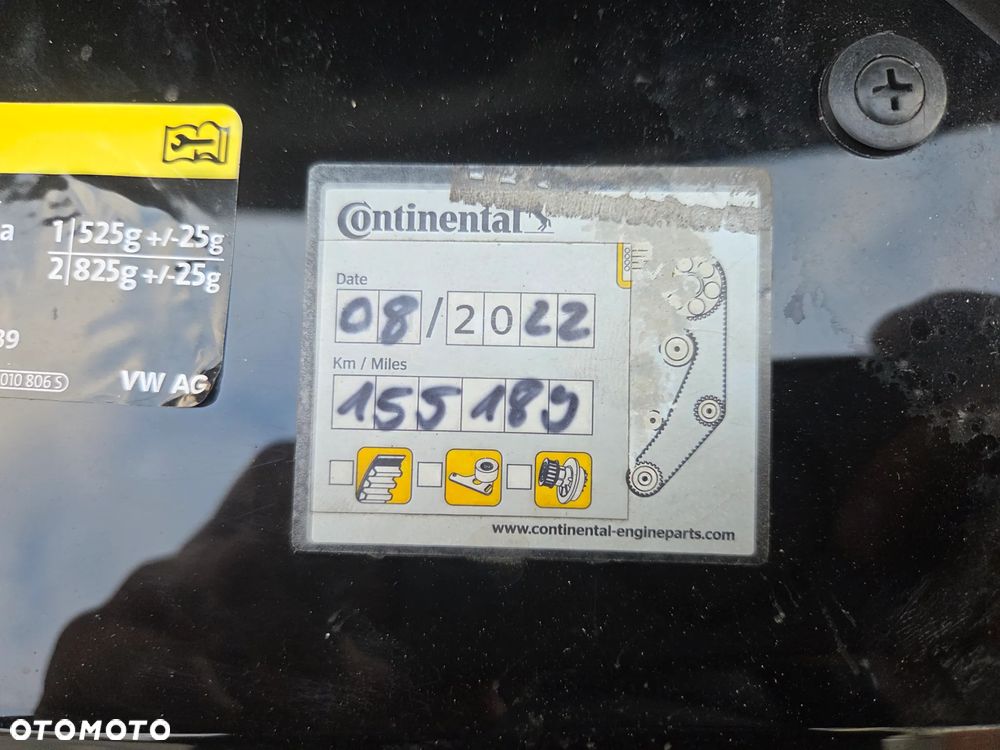 a 1 525g +/-25g
2 825g +/-25g
39
010 806 S
VW AG
Continental
Date
08/2022
Km / Miles
155189
www.continental-engineparts.com
OTOMOTO